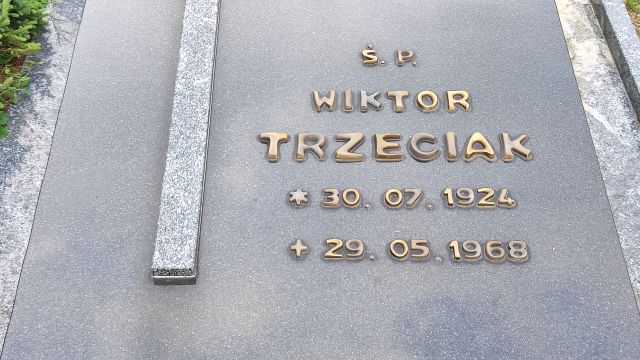 Ś. P.
WIKTOR
TRZECIAK
* 30. 07. 1924
+ 29. 05. 1968